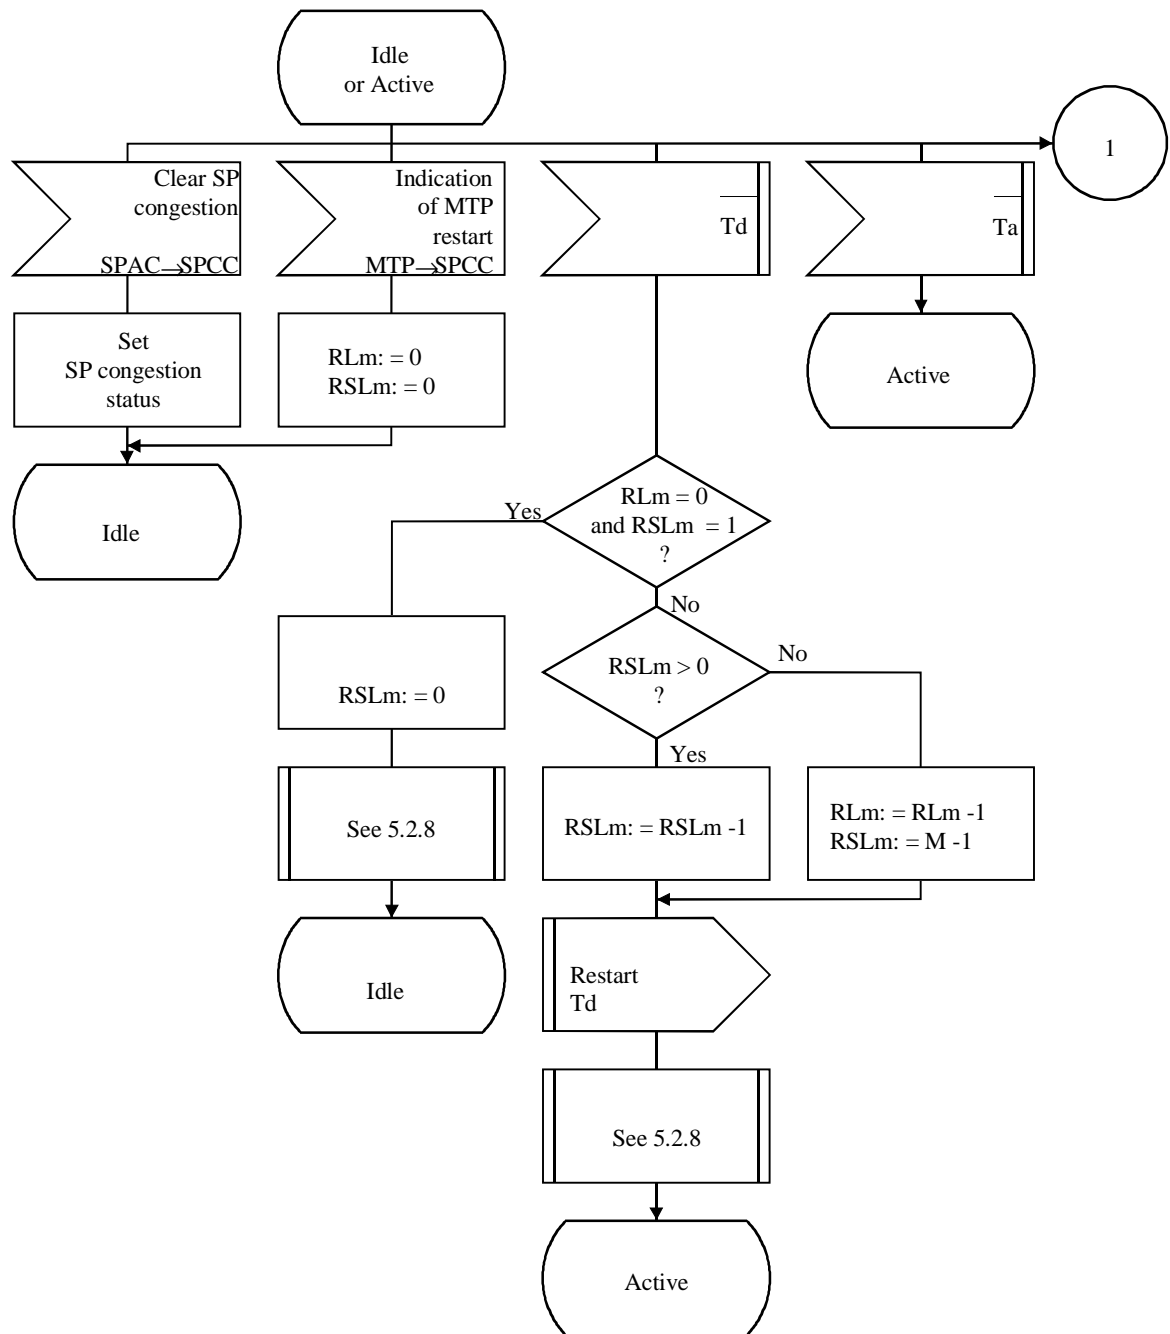 Idle
or Active
1
Clear SP
congestion
SPAC→SPCC
Indication
of MTP
restart
MTP→SPCC
Td
Ta
Set
SP congestion
status
RLm: = 0
RSLm: = 0
Active
Idle
Yes
RLm = 0
and RSLm = 1
?
No
RSLm: = 0
RSLm > 0
?
No
Yes
See 5.2.8
RSLm: = RSLm -1
RLm: = RLm -1
RSLm: = M -1
Idle
Restart
Td
See 5.2.8
Active